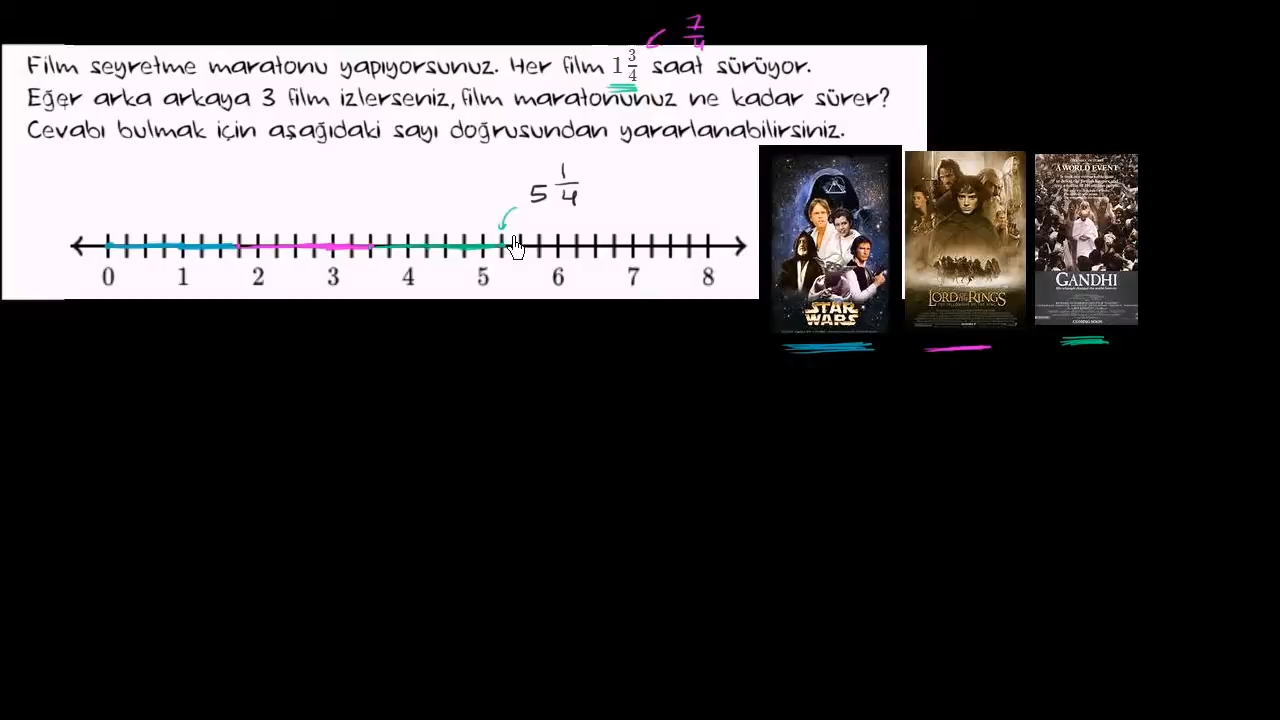 7/4
Film seyretme maratonu yapıyorsunuz. Her film 1 3/4 saat sürüyor.
Eğer arka arkaya 3 film izlerseniz, film maratonunuz ne kadar sürer?
Cevabı bulmak için aşağıdaki sayı doğrusundan yararlanabilirsiniz.
5 1/4
0 1 2 3 4 5 6 7 8
A WORLD EVENT
GANDHI
COMING SOON
LORD OF THE RINGS
STAR
WARS